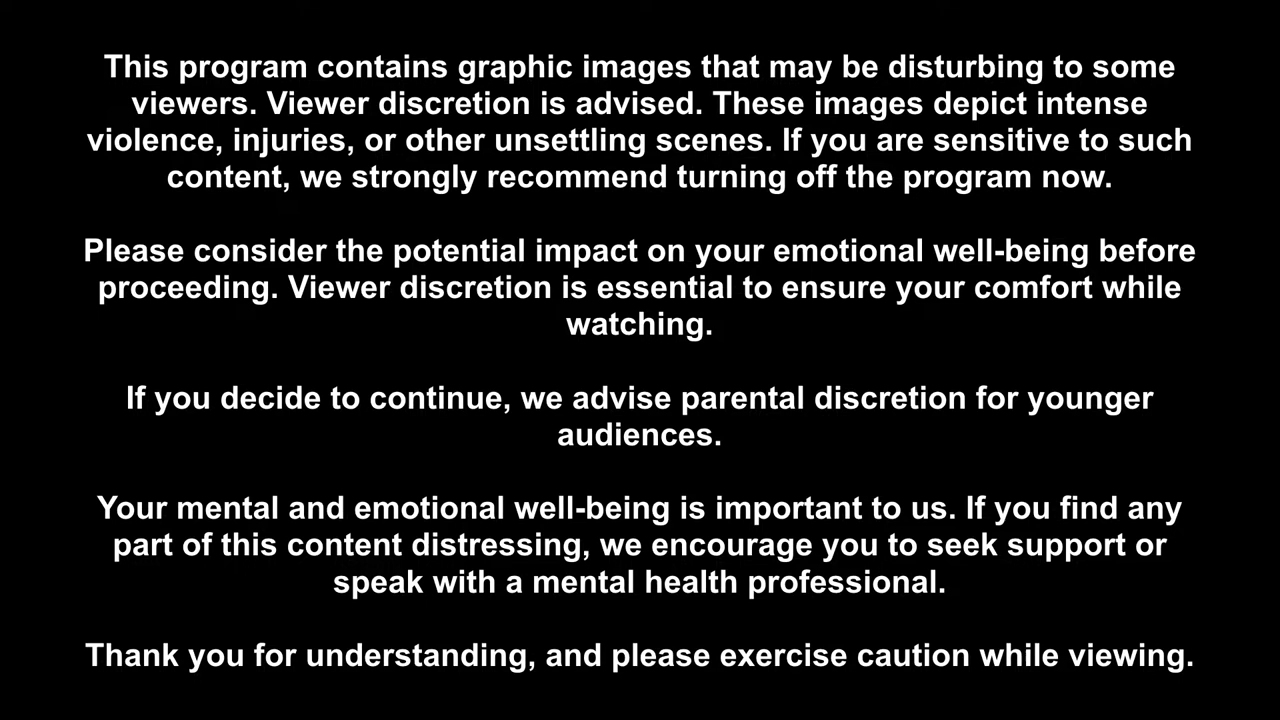 This program contains graphic images that may be disturbing to some
viewers. Viewer discretion is advised. These images depict intense
violence, injuries, or other unsettling scenes. If you are sensitive to such
content, we strongly recommend turning off the program now.
Please consider the potential impact on your emotional well-being before
proceeding. Viewer discretion is essential to ensure your comfort while
watching.
If you decide to continue, we advise parental discretion for younger
audiences.
Your mental and emotional well-being is important to us. If you find any
part of this content distressing, we encourage you to seek support or
speak with a mental health professional.
Thank you for understanding, and please exercise caution while viewing.